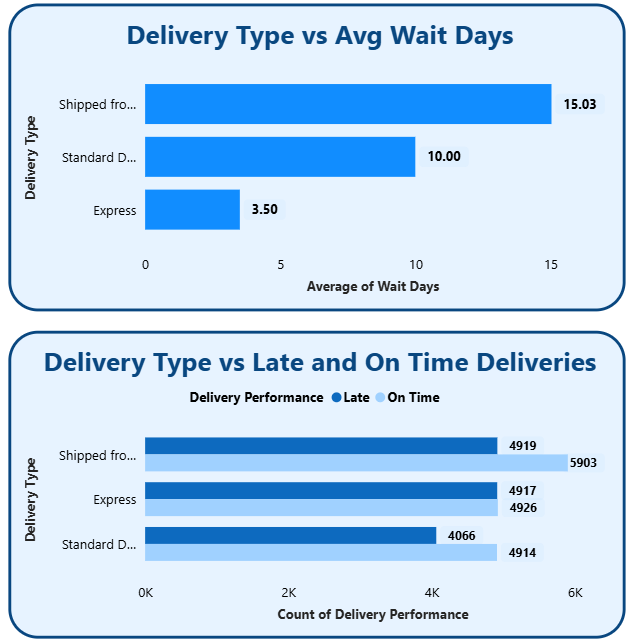 Delivery Type vs Avg Wait Days
Delivery Type
Shipped fro... 15.03
Standard D... 10.00
Express 3.50
0 5 10 15
Average of Wait Days
Delivery Type vs Late and On Time Deliveries
Delivery Performance Late On Time
Delivery Type
Shipped fro... 4919
5903
Express 4917
4926
Standard D... 4066
4914
0K 2K 4K 6K
Count of Delivery Performance